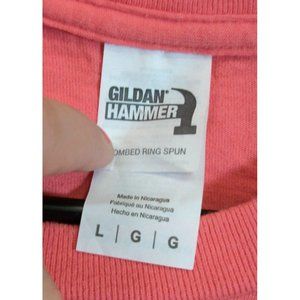 GILDAN®
HAMMER
OMBED RING SPUN
Made in Nicaragua
Fabriqué au Nicaragua
Hecho en Nicaragua
L | G | G